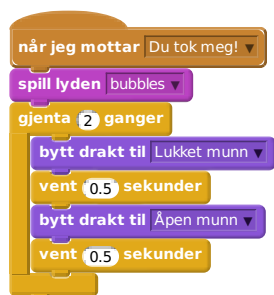 når jeg mottar Du tok meg!
spill lyden bubbles
gjenta 2 ganger
bytt drakt til Lukket munn
vent 0.5 sekunder
bytt drakt til Åpen munn
vent 0.5 sekunder